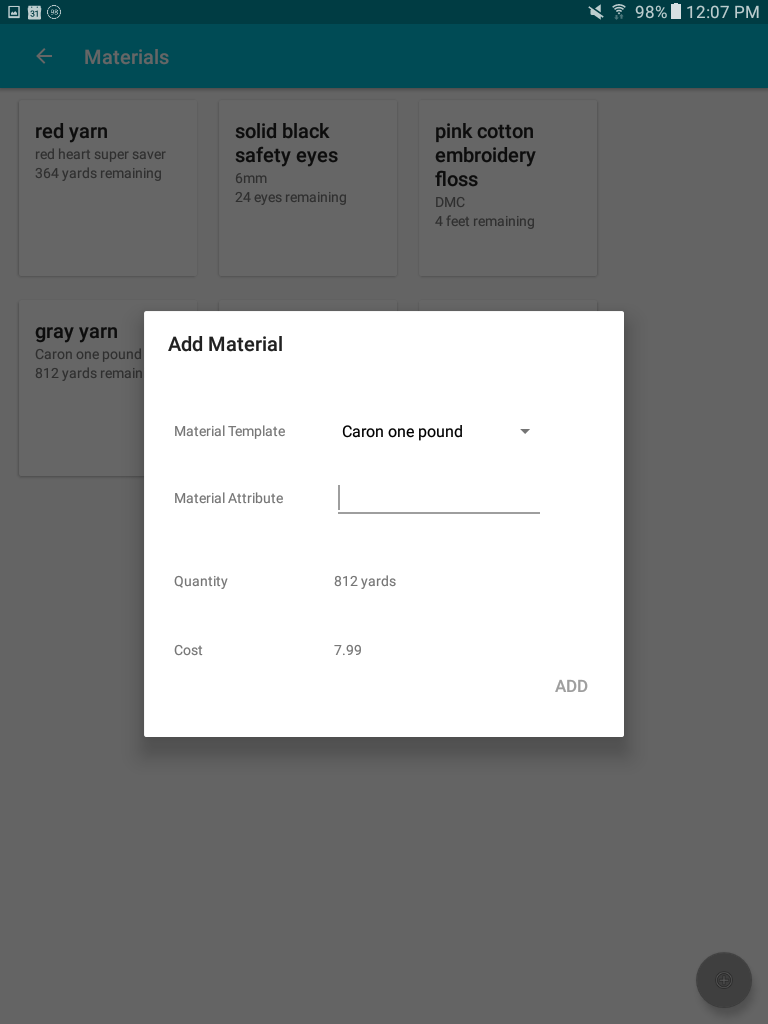 31
98
98%
12:07 PM
Materials
red yarn
red heart super saver
364 yards remaining
solid black
safety eyes
6mm
24 eyes remaining
pink cotton
embroidery
floss
DMC
4 feet remaining
gray yarn
Caron one pound
812 yards remain
Add Material
Material Template
Caron one pound
Material Attribute
Quantity
812 yards
Cost
7.99
ADD